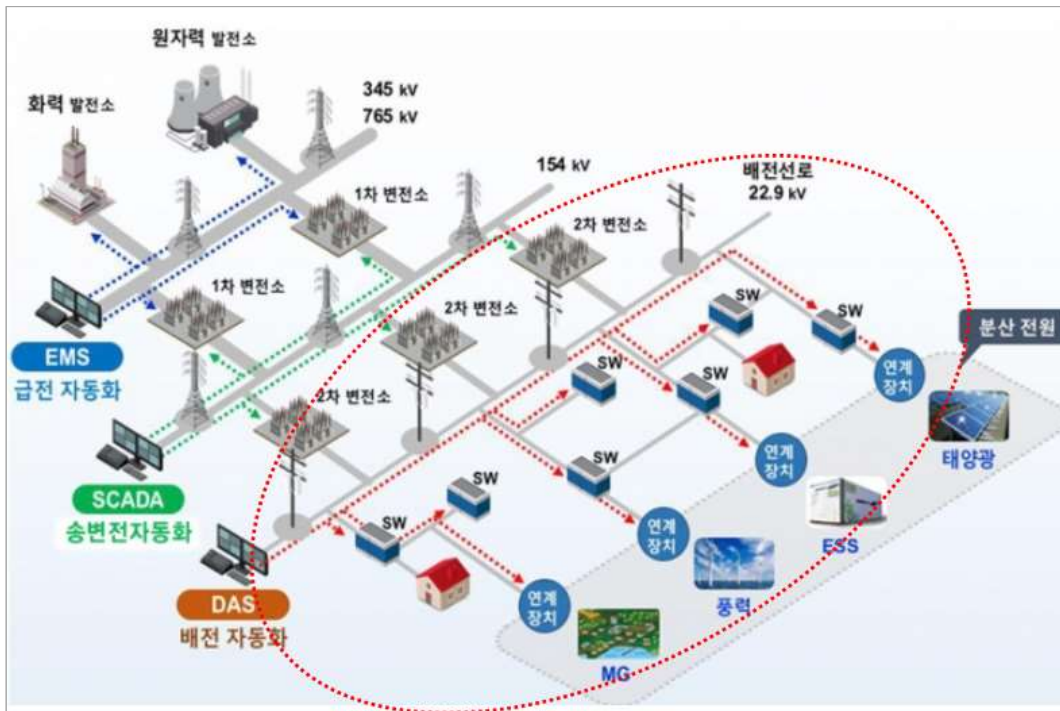 원자력 발전소
345 kV
화력 발전소
765 kV
154 kV
배전선로
22.9 kV
1차 변전소
2차 변전소
1차 변전소
2차 변전소
SW
SW
분산 전원
EMS
급전 자동화
SW
SW
연계
장치
2차 변전소
태양광
연계
장치
SW
SCADA
송변전자동화
SW
ESS
SW
연계
장치
풍력
DAS
배전 자동화
연계
장치
MG